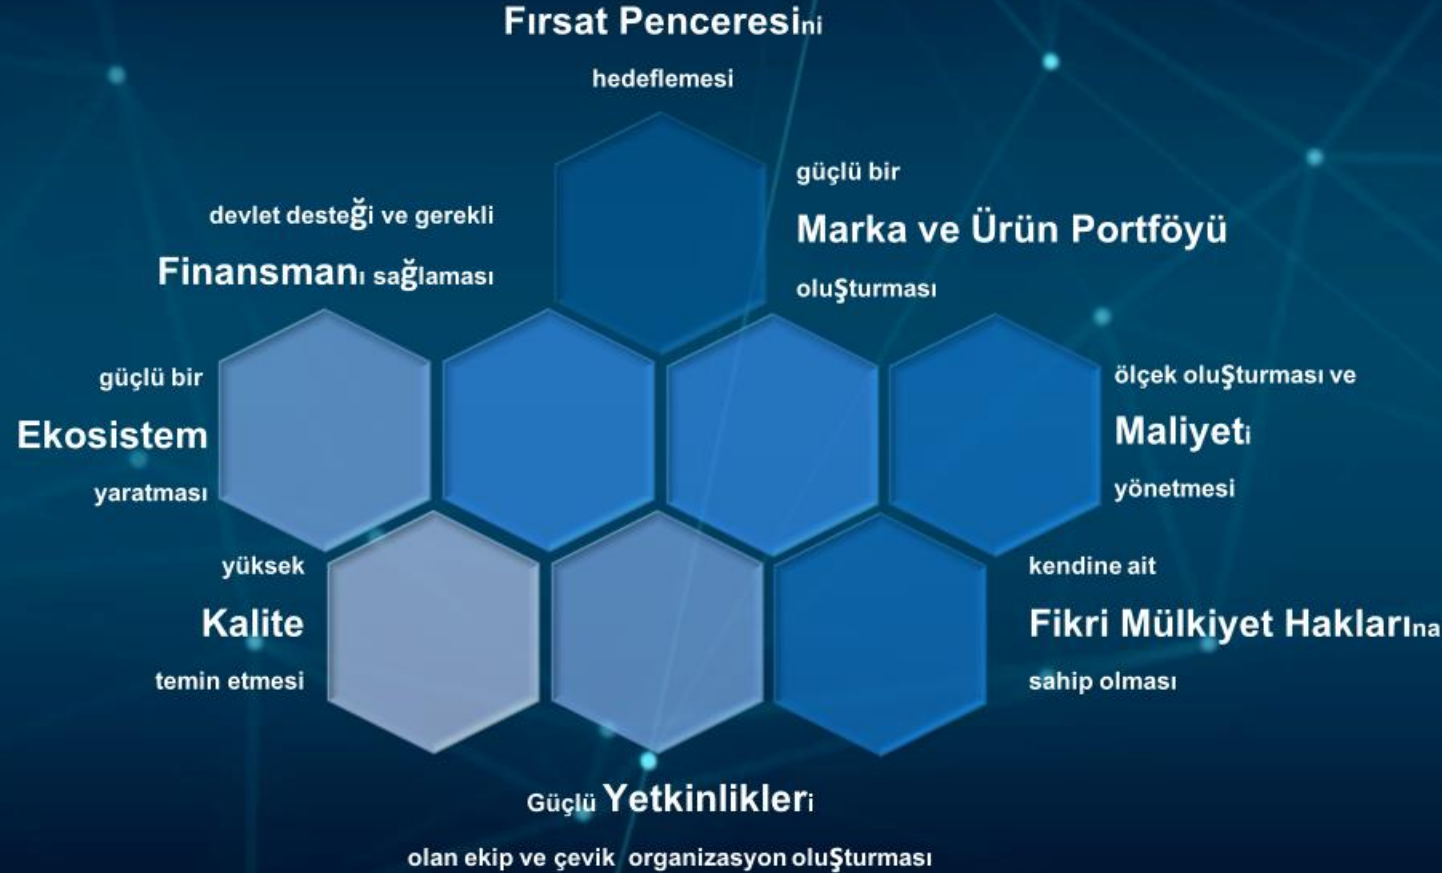 Fırsat Penceresini
hedeflemesi
güçlü bir
Marka ve Ürün Portföyü
oluşturması
devlet desteği ve gerekli
Finansmanı sağlaması
güçlü bir
Ekosistem
yaratması
ölçek oluşturması ve
Maliyeti
yönetmesi
yüksek
Kalite
temin etmesi
kendine ait
Fikri Mülkiyet Haklarına
sahip olması
Güçlü Yetkinlikleri
olan ekip ve çevik organizasyon oluşturması